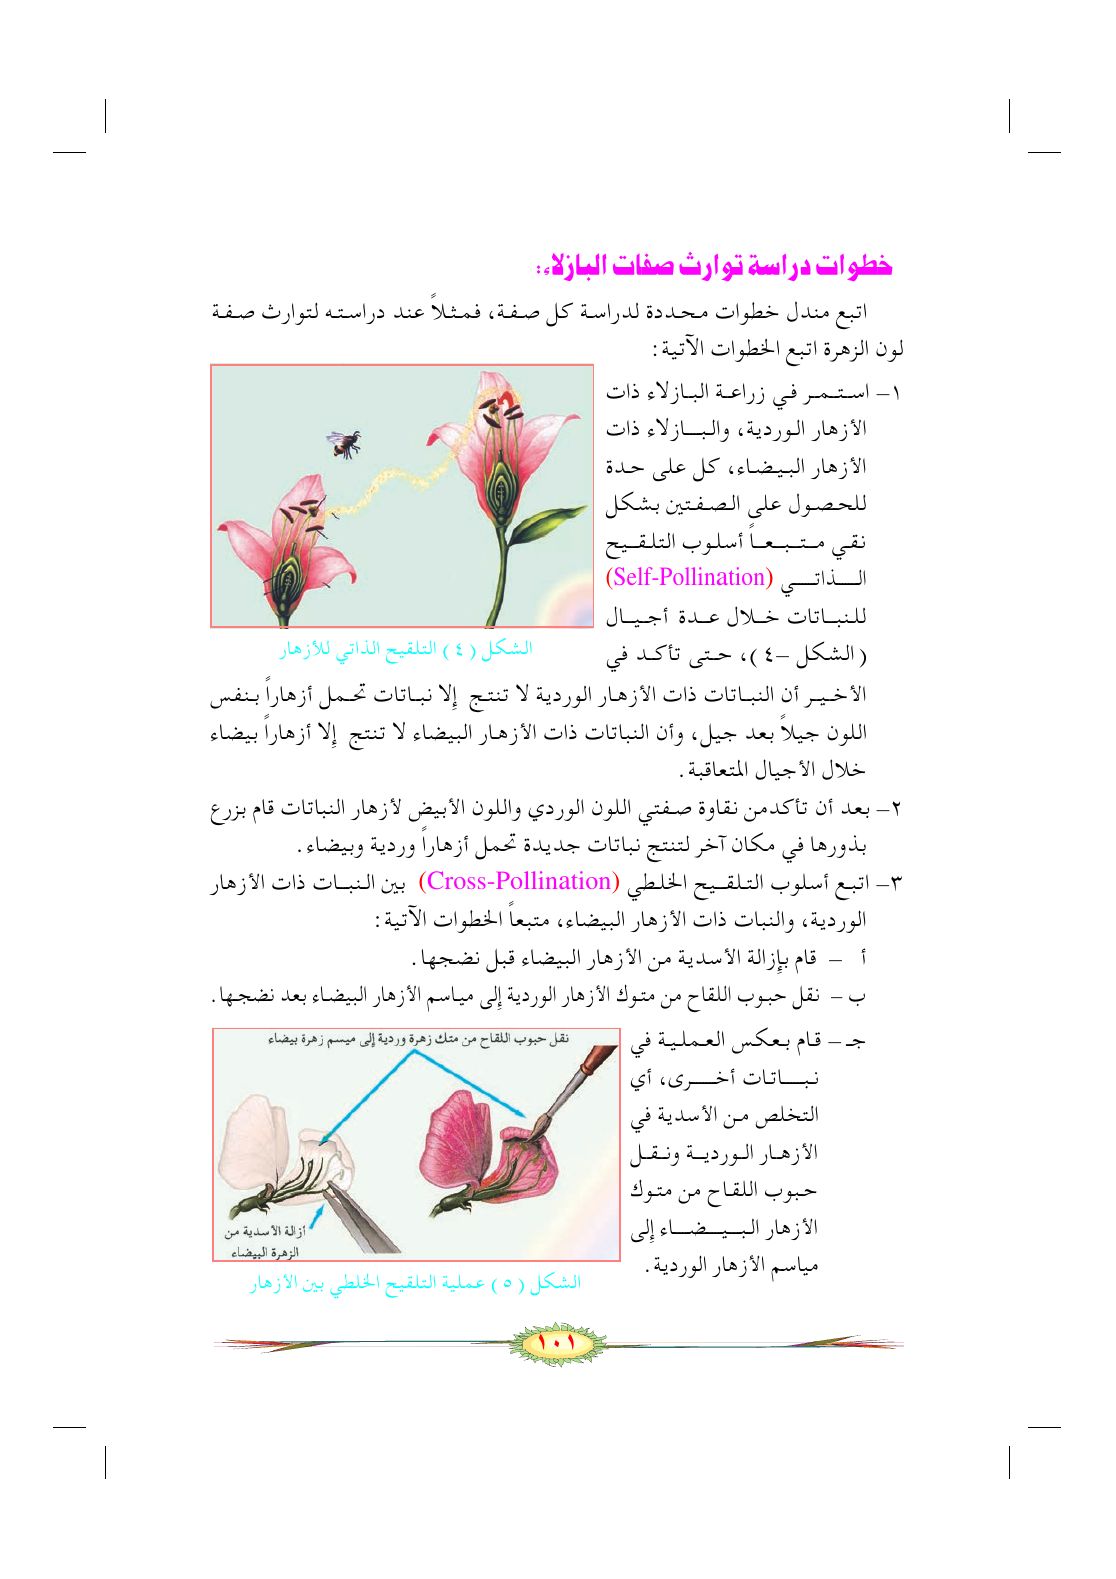 خطوات دراسة توارث صفات البازلاء:
اتبع مندل خطوات محددة لدراسة كل صفة، فمثلاً عند دراسته لتوارث صفة
لون الزهرة اتبع الخطوات الآتية:
١– استمر في زراعة البازلاء ذات
الأزهار الوردية، والبازلاء ذات
الأزهار البيضاء، كل على حدة
للحصول على الصفتين بشكل
نقي متبعاً أسلوب التلقيح
الذاتي (Self-Pollination)
للنباتات خلال عدة أجيال
(الشكل –٤)، حتى تأكد في
الشكل (٤) التلقيح الذاتي للأزهار
الأخير أن النباتات ذات الأزهار الوردية لا تنتج إلا نباتات تحمل أزهاراً بنفس
اللون جيلاً بعد جيل، وأن النباتات ذات الأزهار البيضاء لا تنتج إلا أزهاراً بيضاء
خلال الأجيال المتعاقبة.
٢– بعد أن تأكدمن نقاوة صفتي اللون الوردي واللون الأبيض لأزهار النباتات قام بزرع
بذورها في مكان آخر لتنتج نباتات جديدة تحمل أزهاراً وردية وبيضاء.
٣– اتبع أسلوب التلقيح الخلطي (Cross-Pollination) بين النبات ذات الأزهار
الوردية، والنبات ذات الأزهار البيضاء، متبعاً الخطوات الآتية:
أ – قام بإزالة الأسدية من الأزهار البيضاء قبل نضجها.
ب – نقل حبوب اللقاح من متوك الأزهار الوردية إلى مياسم الأزهار البيضاء بعد نضجها.
جـ – قام بعكس العملية في
نباتات أخرى، أي
التخلص من الأسدية في
الأزهار الوردية ونقل
حبوب اللقاح من متوك
الأزهار البيضاء إلى
مياسم الأزهار الوردية.
نقل حبوب اللقاح من متك زهرة وردية إلى ميسم زهرة بيضاء
أزالة الأسدية من
الزهرة البيضاء
الشكل (٥) عملية التلقيح الخلطي بين الأزهار
١٠١